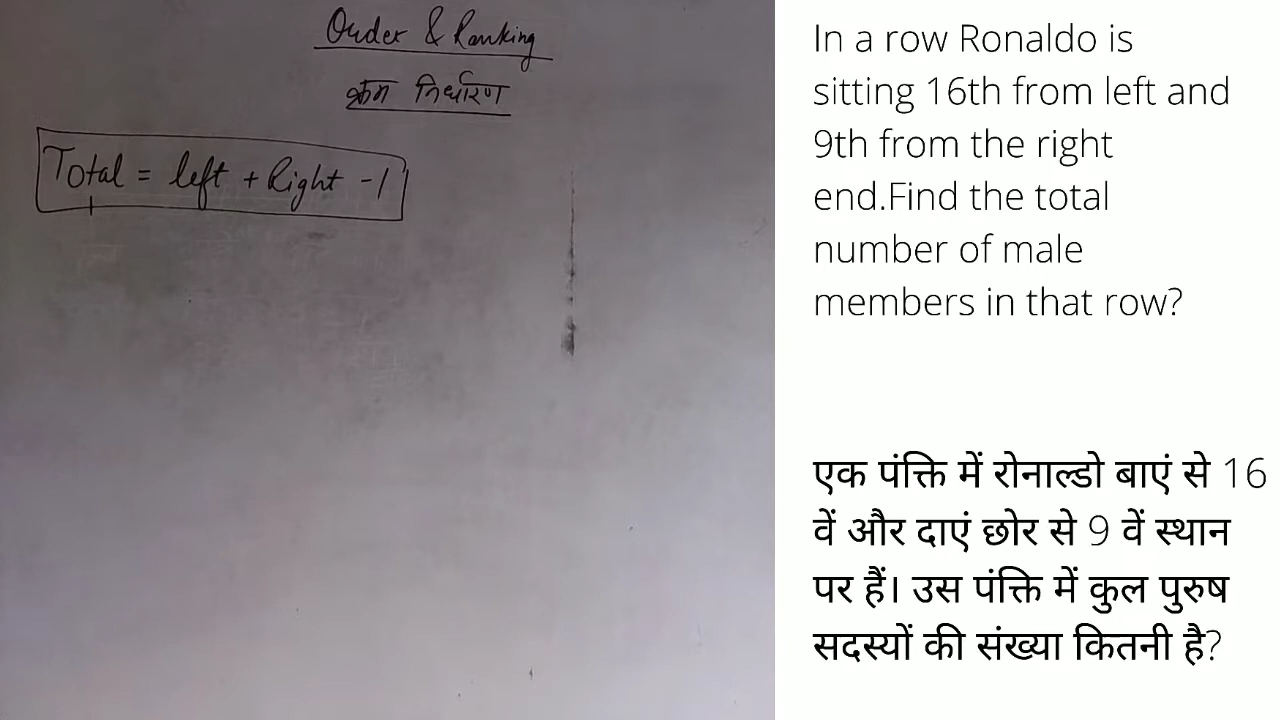 Order & Ranking
क्रम निर्धारण
Total = left + Right - 1
In a row Ronaldo is
sitting 16th from left and
9th from the right
end.Find the total
number of male
members in that row?
एक पंक्ति में रोनाल्डो बाएं से 16
वें और दाएं छोर से 9 वें स्थान
पर हैं। उस पंक्ति में कुल पुरुष
सदस्यों की संख्या कितनी है?